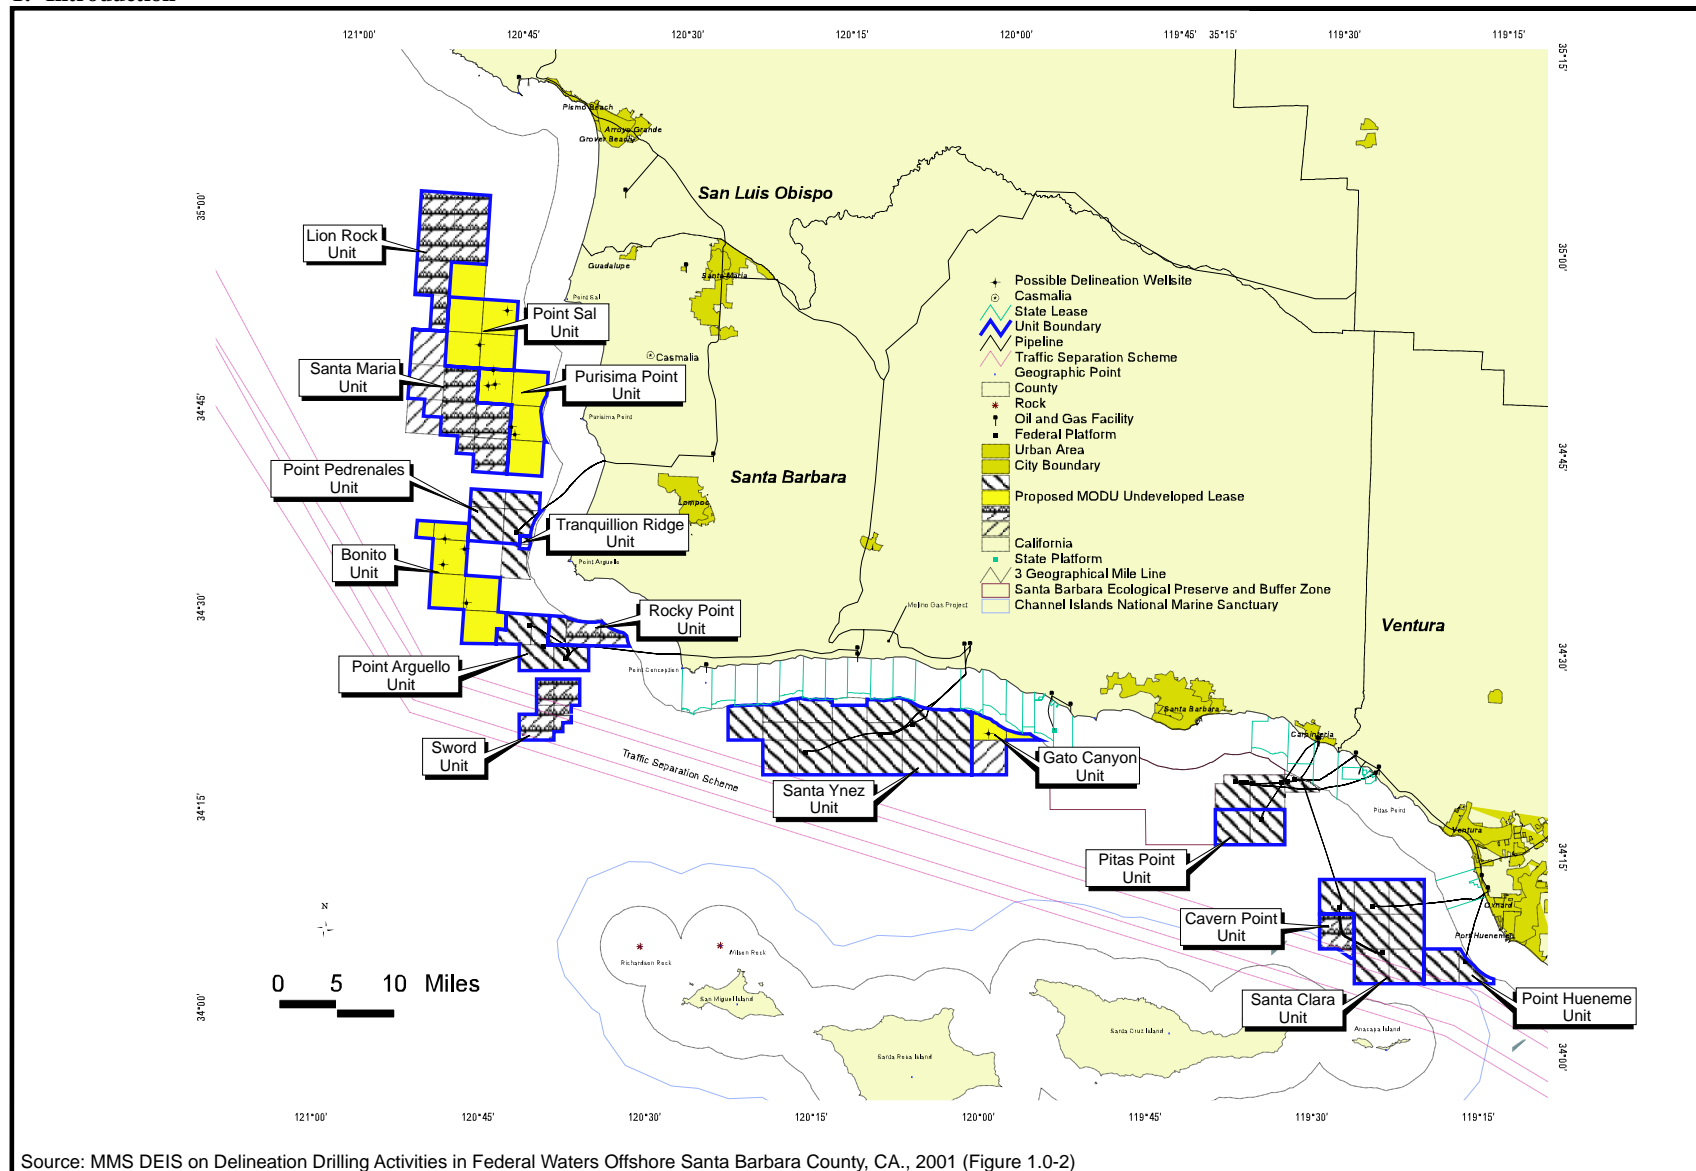 121°00' 120°45' 120°30' 120°15' 120°00' 119°45' 35°15' 119°30' 119°15'
35°15'
Pismo Beach
Arroyo Grande
Grover Beach
San Luis Obispo
35°00'
Lion Rock
Unit
Guadalupe
Santa Maria
35°00'
Point Sal
Point Sal
Unit
Casmalia
Santa Maria
Unit
Purisima Point
Unit
34°45'
Purisima Point
Possible Delineation Wellsite
Casmalia
State Lease
Unit Boundary
Pipeline
Traffic Separation Scheme
Geographic Point
County
Rock
Oil and Gas Facility
Federal Platform
Urban Area
City Boundary
Proposed MODU Undeveloped Lease
California
State Platform
3 Geographical Mile Line
Santa Barbara Ecological Preserve and Buffer Zone
Channel Islands National Marine Sanctuary
34°45'
Point Pedrenales
Unit
Santa Barbara
Lompoc
Tranquillion Ridge
Unit
Bonito
Unit
Point Arguello
34°30'
Rocky Point
Unit
Molino Gas Project
Ventura
34°30'
Point Arguello
Unit
Point Conception
Santa Barbara
Carpinteria
Sword
Unit
Traffic Separation Scheme
Gato Canyon
Unit
Santa Ynez
Unit
34°15'
Pitas Point
Ventura
34°15'
Pitas Point
Unit
Oxnard
Cavern Point
Unit
Port Hueneme
N
Richardson Rock
Wilson Rock
0 5 10 Miles
San Miguel Island
34°00'
Santa Clara
Unit
Point Hueneme
Unit
Santa Cruz Island
Anacapa Island
Santa Rosa Island
34°00'
121°00' 120°45' 120°30' 120°15' 120°00' 119°45' 119°30' 119°15'
Source: MMS DEIS on Delineation Drilling Activities in Federal Waters Offshore Santa Barbara County, CA., 2001 (Figure 1.0-2)